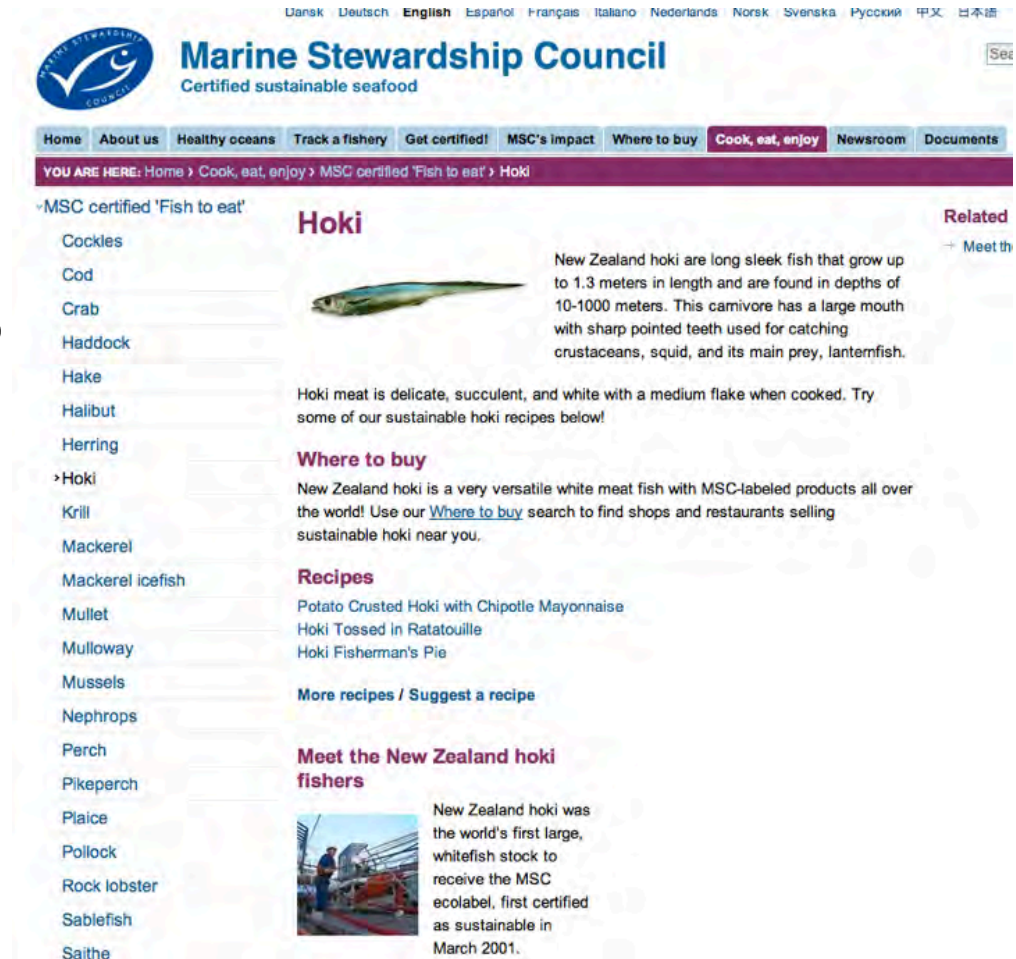 Dansk Deutsch English Español Français Italiano Nederlands Norsk Svenska Русский 中文 日本語
MARINE STEWARDSHIP COUNCIL
Marine Stewardship Council
Certified sustainable seafood
Sea
Home About us Healthy oceans Track a fishery Get certified! MSC's impact Where to buy Cook, eat, enjoy Newsroom Documents
YOU ARE HERE: Home › Cook, eat, enjoy › MSC certified 'Fish to eat' › Hoki
MSC certified 'Fish to eat'
Cockles
Cod
Crab
Haddock
Hake
Halibut
Herring
›Hoki
Krill
Mackerel
Mackerel icefish
Mullet
Mulloway
Mussels
Nephrops
Perch
Pikeperch
Plaice
Pollock
Rock lobster
Sablefish
Saithe
Hoki
New Zealand hoki are long sleek fish that grow up
to 1.3 meters in length and are found in depths of
10-1000 meters. This carnivore has a large mouth
with sharp pointed teeth used for catching
crustaceans, squid, and its main prey, lanternfish.
Hoki meat is delicate, succulent, and white with a medium flake when cooked. Try
some of our sustainable hoki recipes below!
Where to buy
New Zealand hoki is a very versatile white meat fish with MSC-labeled products all over
the world! Use our Where to buy search to find shops and restaurants selling
sustainable hoki near you.
Recipes
Potato Crusted Hoki with Chipotle Mayonnaise
Hoki Tossed in Ratatouille
Hoki Fisherman's Pie
More recipes / Suggest a recipe
Meet the New Zealand hoki
fishers
New Zealand hoki was
the world's first large,
whitefish stock to
receive the MSC
ecolabel, first certified
as sustainable in
March 2001.
Related
→ Meet the